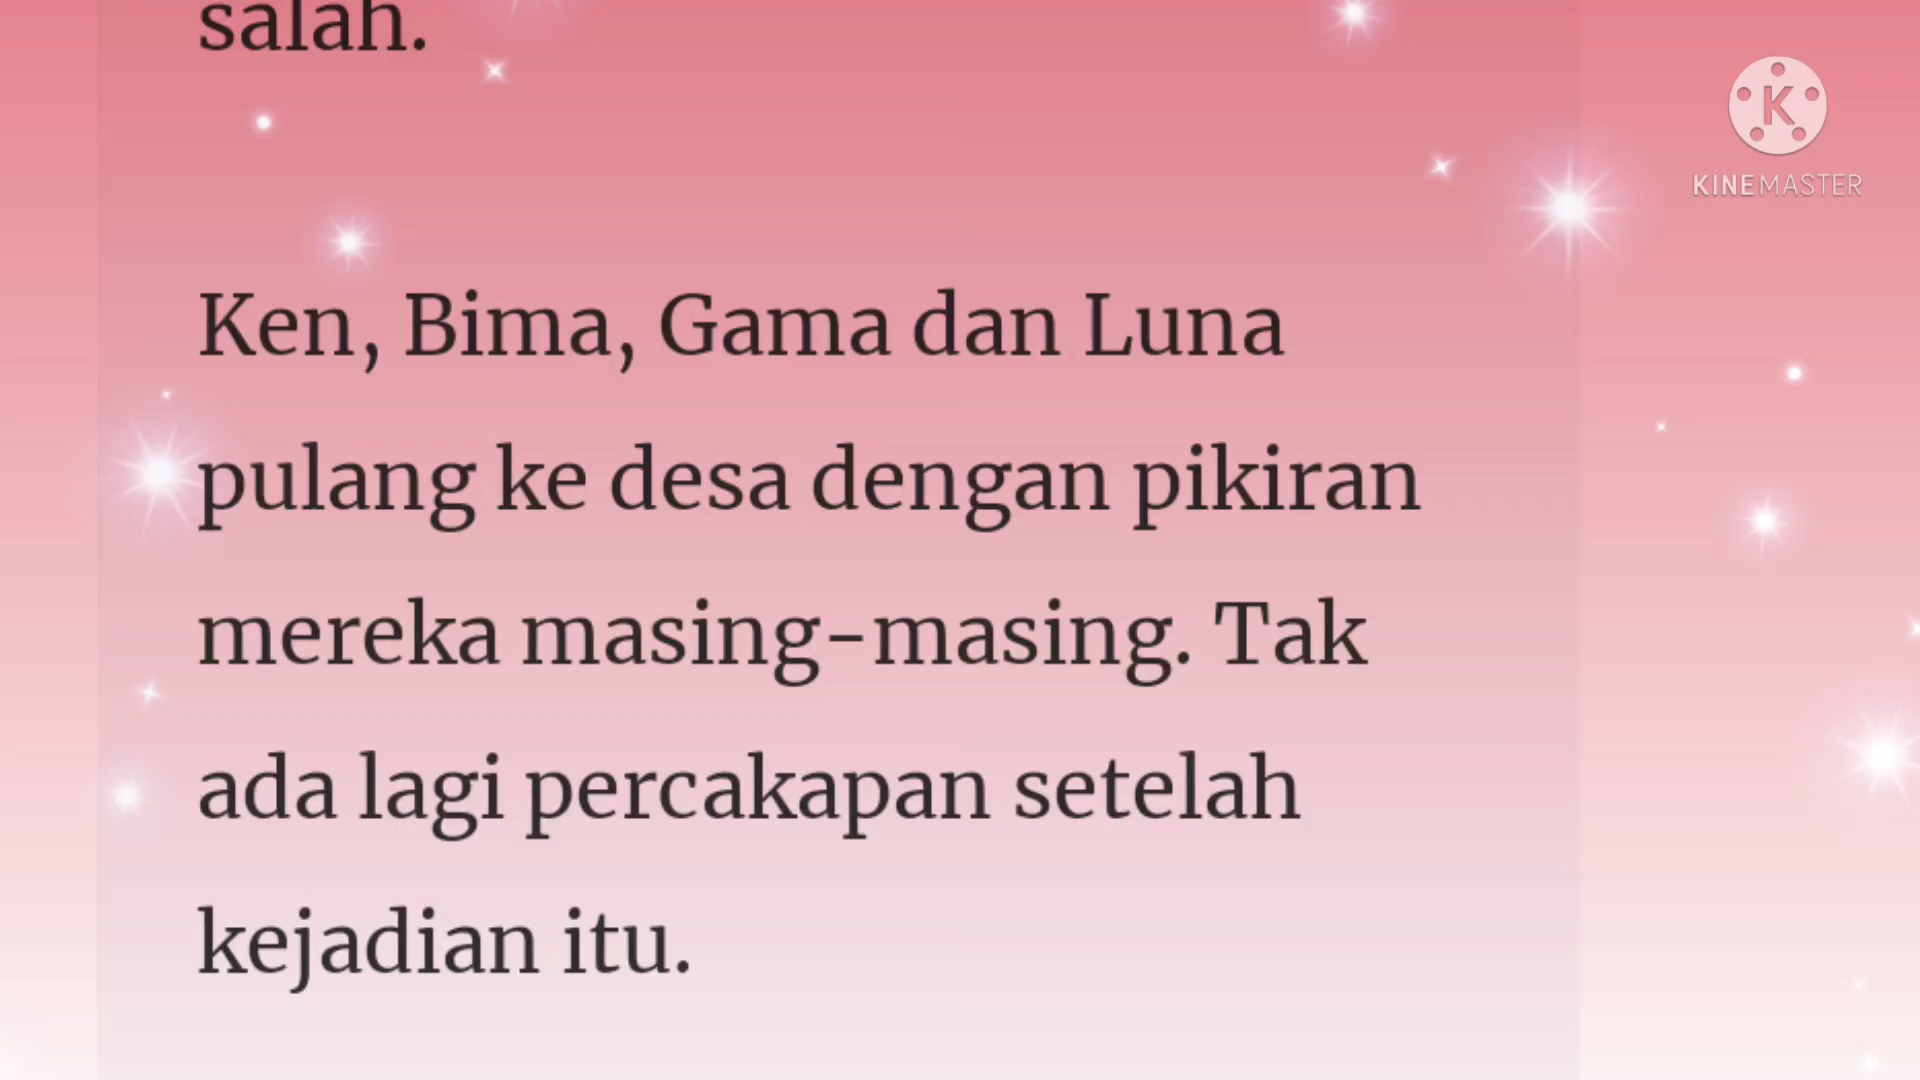 salah.
KINEMASTER
Ken, Bima, Gama dan Luna
pulang ke desa dengan pikiran
mereka masing-masing. Tak
ada lagi percakapan setelah
kejadian itu.